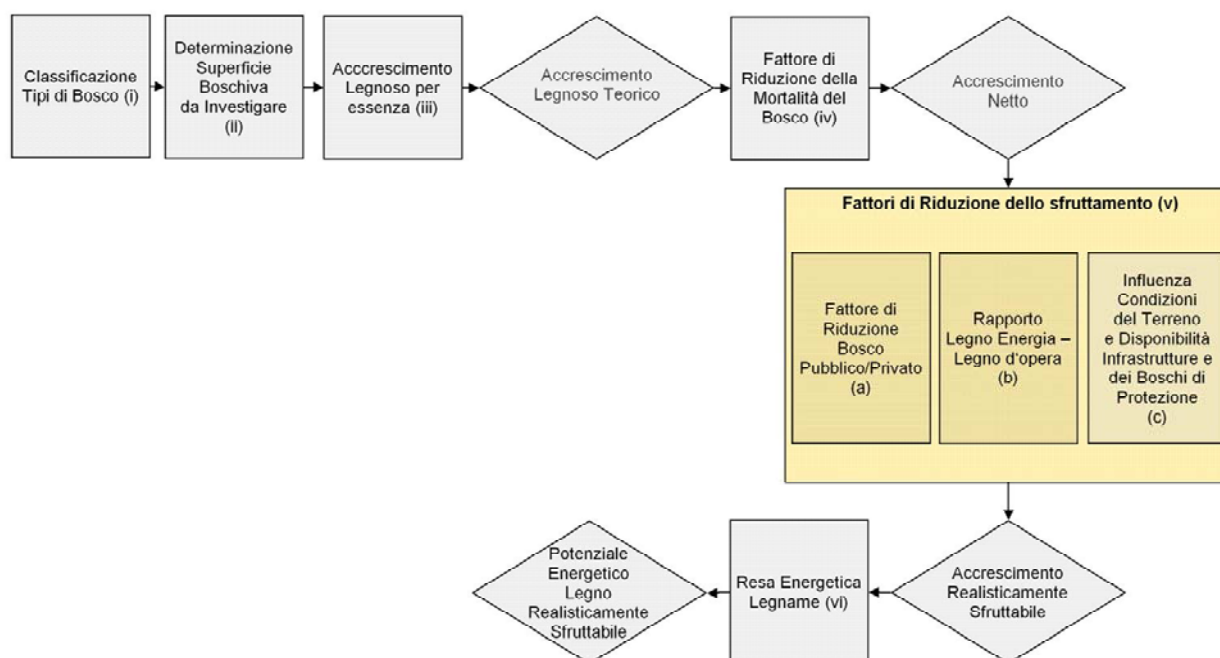 Classificazione
Tipi di Bosco (i)
Determinazione
Superficie
Boschiva
da Investigare
(ii)
Acccrescimento
Legnoso per
essenza (iii)
Accrescimento
Legnoso Teorico
Fattore di
Riduzione della
Mortalità del
Bosco (iv)
Accrescimento
Netto
Fattori di Riduzione dello sfruttamento (v)
Fattore di
Riduzione
Bosco
Pubblico/Privato
(a)
Rapporto
Legno Energia –
Legno d'opera
(b)
Influenza
Condizioni
del Terreno
e Disponibilità
Infrastrutture e
dei Boschi di
Protezione
(c)
Accrescimento
Realisticamente
Sfruttabile
Resa Energetica
Legname (vi)
Potenziale
Energetico
Legno
Realisticamente
Sfruttabile